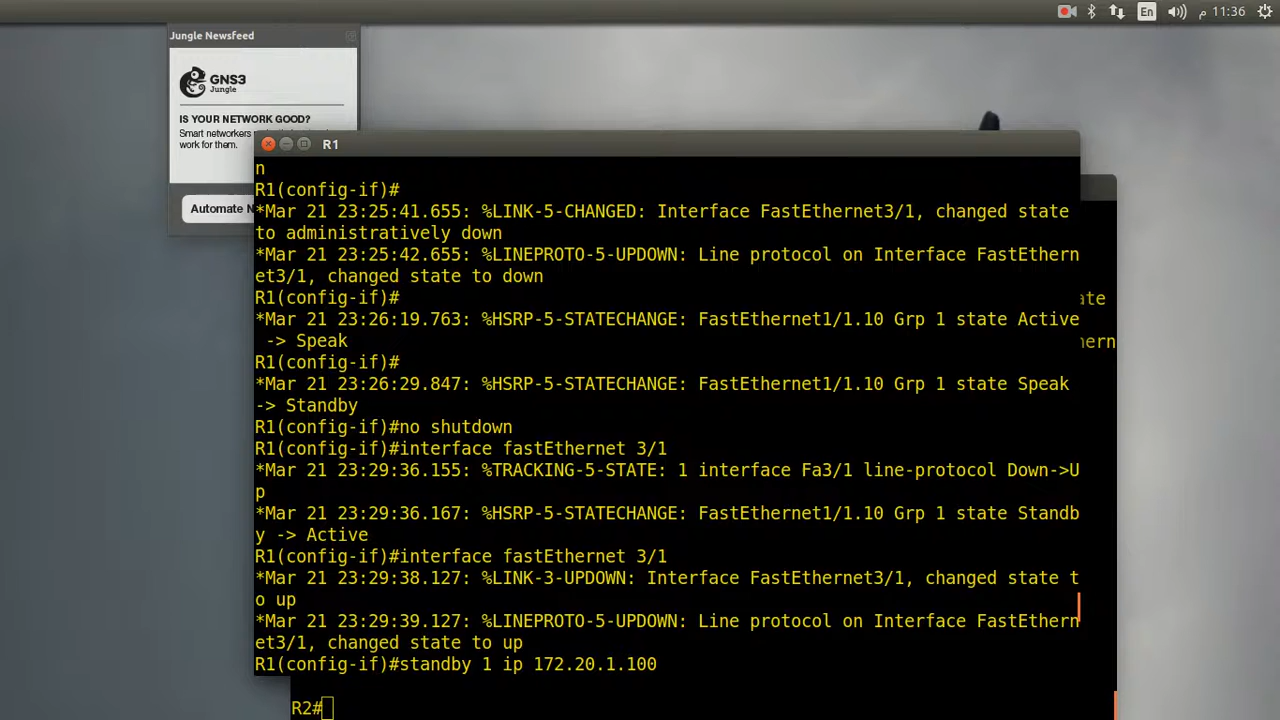 En م 11:36
Jungle Newsfeed
GNS3
Jungle
IS YOUR NETWORK GOOD?
Smart networkers
work for them.
Automate N
R1
n
R1(config-if)#
*Mar 21 23:25:41.655: %LINK-5-CHANGED: Interface FastEthernet3/1, changed state
to administratively down
*Mar 21 23:25:42.655: %LINEPROTO-5-UPDOWN: Line protocol on Interface FastEthern
et3/1, changed state to down
R1(config-if)#
ate
*Mar 21 23:26:19.763: %HSRP-5-STATECHANGE: FastEthernet1/1.10 Grp 1 state Active
-> Speak
hern
R1(config-if)#
*Mar 21 23:26:29.847: %HSRP-5-STATECHANGE: FastEthernet1/1.10 Grp 1 state Speak
-> Standby
R1(config-if)#no shutdown
R1(config-if)#interface fastEthernet 3/1
*Mar 21 23:29:36.155: %TRACKING-5-STATE: 1 interface Fa3/1 line-protocol Down->U
p
*Mar 21 23:29:36.167: %HSRP-5-STATECHANGE: FastEthernet1/1.10 Grp 1 state Standb
y -> Active
R1(config-if)#interface fastEthernet 3/1
*Mar 21 23:29:38.127: %LINK-3-UPDOWN: Interface FastEthernet3/1, changed state t
o up
*Mar 21 23:29:39.127: %LINEPROTO-5-UPDOWN: Line protocol on Interface FastEthern
et3/1, changed state to up
R1(config-if)#standby 1 ip 172.20.1.100
R2#